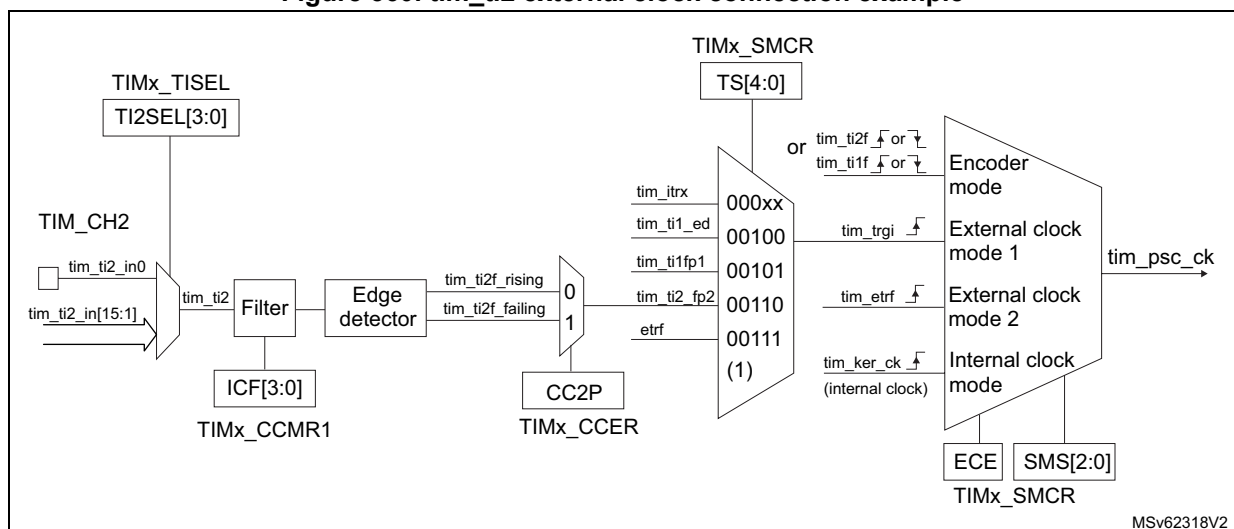 TIMx_SMCR
TS[4:0]
TIMx_TISEL
TI2SEL[3:0]
TIM_CH2
tim_ti2_in0
tim_ti2_in[15:1]
tim_ti2
Filter
ICF[3:0]
TIMx_CCMR1
Edge
detector
tim_ti2f_rising
tim_ti2f_failing
0
1
CC2P
TIMx_CCER
tim_itrx
000xx
tim_ti1_ed
00100
tim_ti1fp1
00101
tim_ti2_fp2
00110
etrf
00111
(1)
or tim_ti2f or
tim_ti1f or
Encoder
mode
tim_trgi
External clock
mode 1
tim_etrf
External clock
mode 2
tim_ker_ck
(internal clock)
Internal clock
mode
tim_psc_ck
ECE
SMS[2:0]
TIMx_SMCR
MSv62318V2